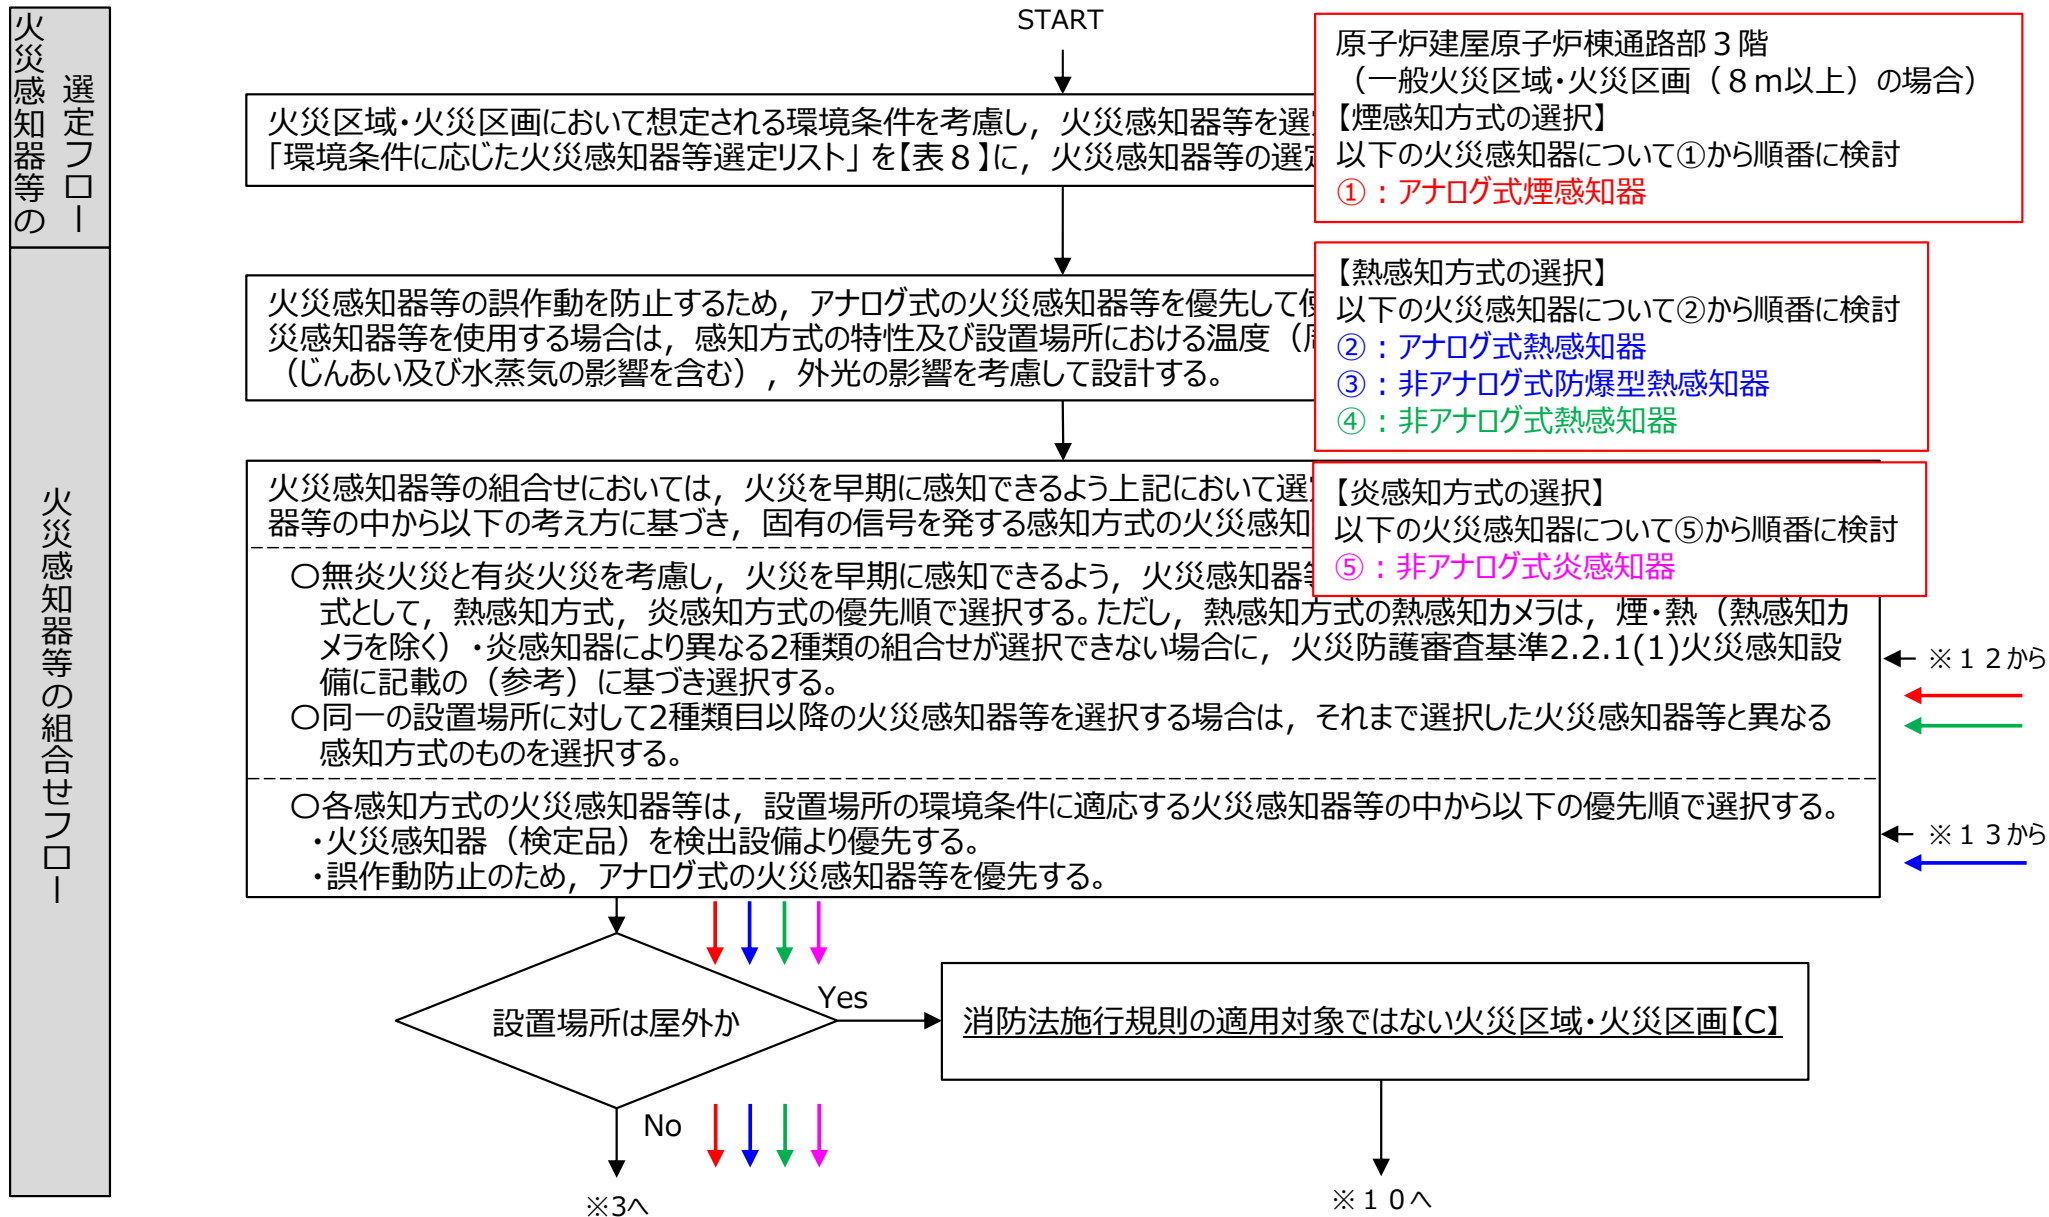 火災感知器等の
選定フロー
火災感知器等の組合せフロー
START
原子炉建屋原子炉棟通路部３階
（一般火災区域・火災区画（８ｍ以上）の場合）
【煙感知方式の選択】
以下の火災感知器について①から順番に検討
①：アナログ式煙感知器
火災区域・火災区画において想定される環境条件を考慮し，火災感知器等を選
「環境条件に応じた火災感知器等選定リスト」を【表８】に，火災感知器等の選
【熱感知方式の選択】
以下の火災感知器について②から順番に検討
②：アナログ式熱感知器
③：非アナログ式防爆型熱感知器
④：非アナログ式熱感知器
火災感知器等の誤作動を防止するため，アナログ式の火災感知器等を優先して
災感知器等を使用する場合は，感知方式の特性及び設置場所における温度（
（じんあい及び水蒸気の影響を含む），外光の影響を考慮して設計する。
【炎感知方式の選択】
以下の火災感知器について⑤から順番に検討
⑤：非アナログ式炎感知器
火災感知器等の組合せにおいては，火災を早期に感知できるよう上記において選
器等の中から以下の考え方に基づき，固有の信号を発する感知方式の火災感知
○無炎火災と有炎火災を考慮し，火災を早期に感知できるよう，火災感知器
式として，熱感知方式，炎感知方式の優先順で選択する。ただし，熱感知方式の熱感知カメラは，煙・熱（熱感知カ
メラを除く）・炎感知器により異なる2種類の組合せが選択できない場合に，火災防護審査基準2.2.1(1)火災感知設
備に記載の（参考）に基づき選択する。
○同一の設置場所に対して2種類目以降の火災感知器等を選択する場合は，それまで選択した火災感知器等と異なる
感知方式のものを選択する。
※１２から
○各感知方式の火災感知器等は，設置場所の環境条件に適応する火災感知器等の中から以下の優先順で選択する。
・火災感知器（検定品）を検出設備より優先する。
・誤作動防止のため，アナログ式の火災感知器等を優先する。
※１３から
設置場所は屋外か
Yes
消防法施行規則の適用対象ではない火災区域・火災区画【C】
No
※3へ
※１０へ